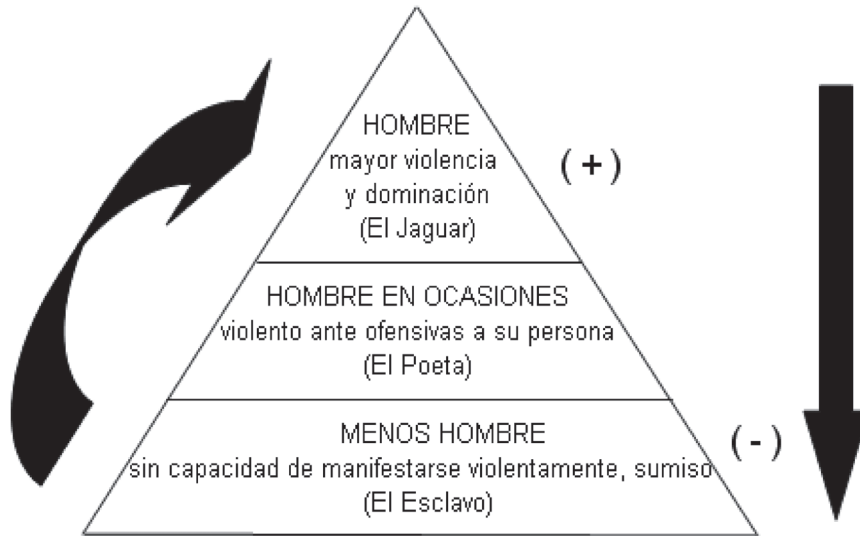 HOMBRE
mayor violencia
y dominación
(El Jaguar)
(+)
HOMBRE EN OCASIONES
violento ante ofensivas a su persona
(El Poeta)
MENOS HOMBRE
sin capacidad de manifestarse violentamente, sumiso
(El Esclavo)
(-)